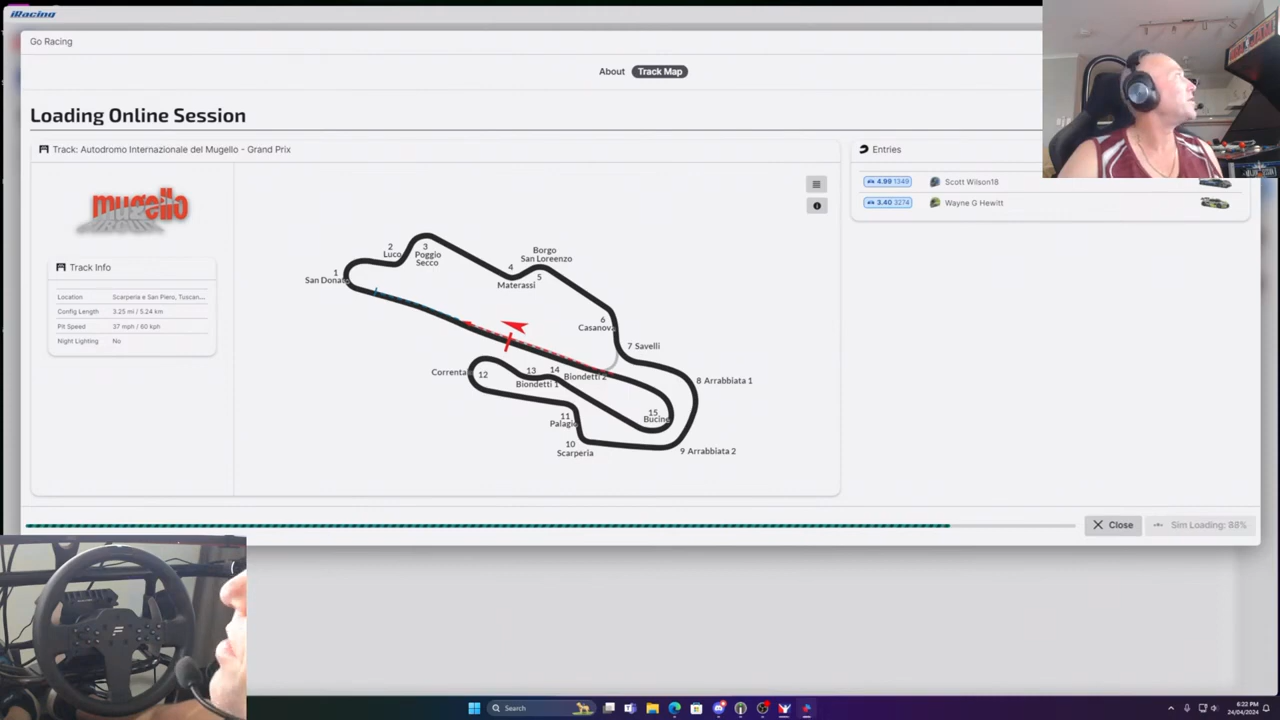 iRacing
Go Racing
About Track Map
Loading Online Session
Track: Autodromo Internazionale del Mugello - Grand Prix
mugello
CIRCUIT
Track Info
Location Scarperia e San Piero, Tuscan...
Config Length 3.25 mi / 5.24 km
Pit Speed 37 mph / 60 kph
Night Lighting No
1
San Donato
2
Luco
3
Poggio
Secco
4
Materassi
Borgo
San Lorenzo
5
6
Casanova
7 Savelli
8 Arrabbiata 1
9 Arrabbiata 2
10
Scarperia
11
Palagio
Correntaio
12
13
Biondetti 1
14
Biondetti 2
15
Bucine
Entries
4.99 1349 Scott Wilson18
3.40 3274 Wayne G Hewitt
Close
Sim Loading: 88%
Search
6:22 PM
24/04/2024